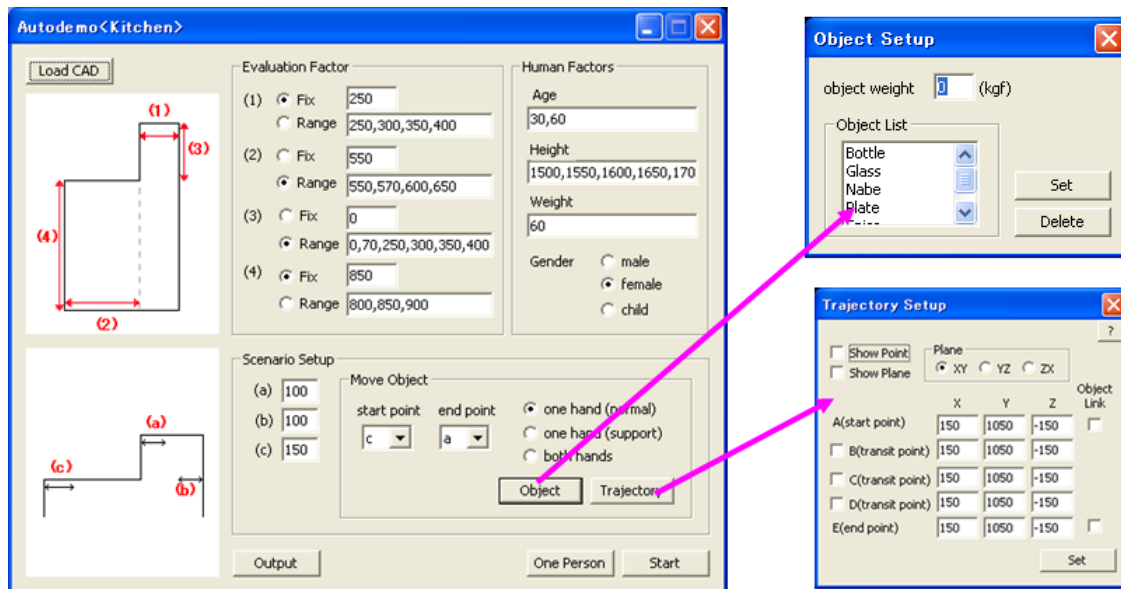 Autodemo<Kitchen>
Load CAD
(1)
(3)
(4)
(2)
Evaluation Factor
(1) Fix 250
Range 250,300,350,400
(2) Fix 550
Range 550,570,600,650
(3) Fix 0
Range 0,70,250,300,350,400
(4) Fix 850
Range 800,850,900
Human Factors
Age
30,60
Height
1500,1550,1600,1650,170
Weight
60
Gender male
female
child
(a)
(c)
(b)
Scenario Setup
(a) 100
(b) 100
(c) 150
Move Object
start point end point
c a
one hand (normal)
one hand (support)
both hands
Object Trajectory
Output One Person Start
Object Setup
object weight 0 (kgf)
Object List
Bottle
Glass
Nabe
Plate
Set
Delete
Trajectory Setup
?
Show Point
Show Plane
Plane
XY YZ ZX
Object
Link
X Y Z
A(start point) 150 1050 -150
B(transit point) 150 1050 -150
C(transit point) 150 1050 -150
D(transit point) 150 1050 -150
E(end point) 150 1050 -150
Set